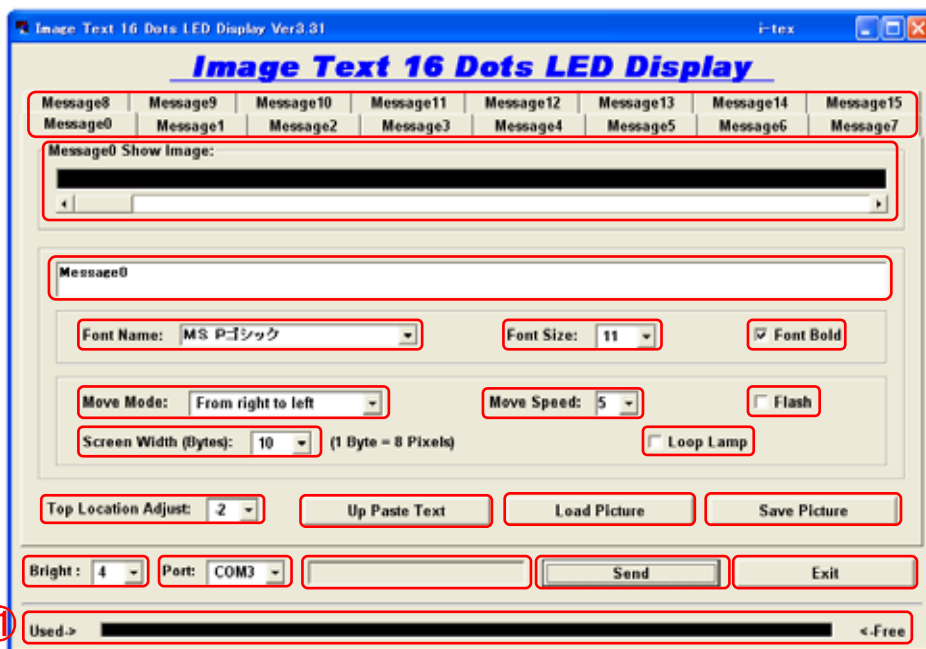 Image Text 16 Dots LED Display Ver3.31 i-tex
Image Text 16 Dots LED Display
Message8 Message9 Message10 Message11 Message12 Message13 Message14 Message15
Message0 Message1 Message2 Message3 Message4 Message5 Message6 Message7
Message0 Show Image:
Message0
Font Name: MS Pゴシック Font Size: 11 Font Bold
Move Mode: From right to left Move Speed: 5 Flash
Screen Width (Bytes): 10 (1 Byte = 8 Pixels) Loop Lamp
Top Location Adjust: -2 Up Paste Text Load Picture Save Picture
Bright : 4 Port: COM3 Send Exit
Used-> <-Free